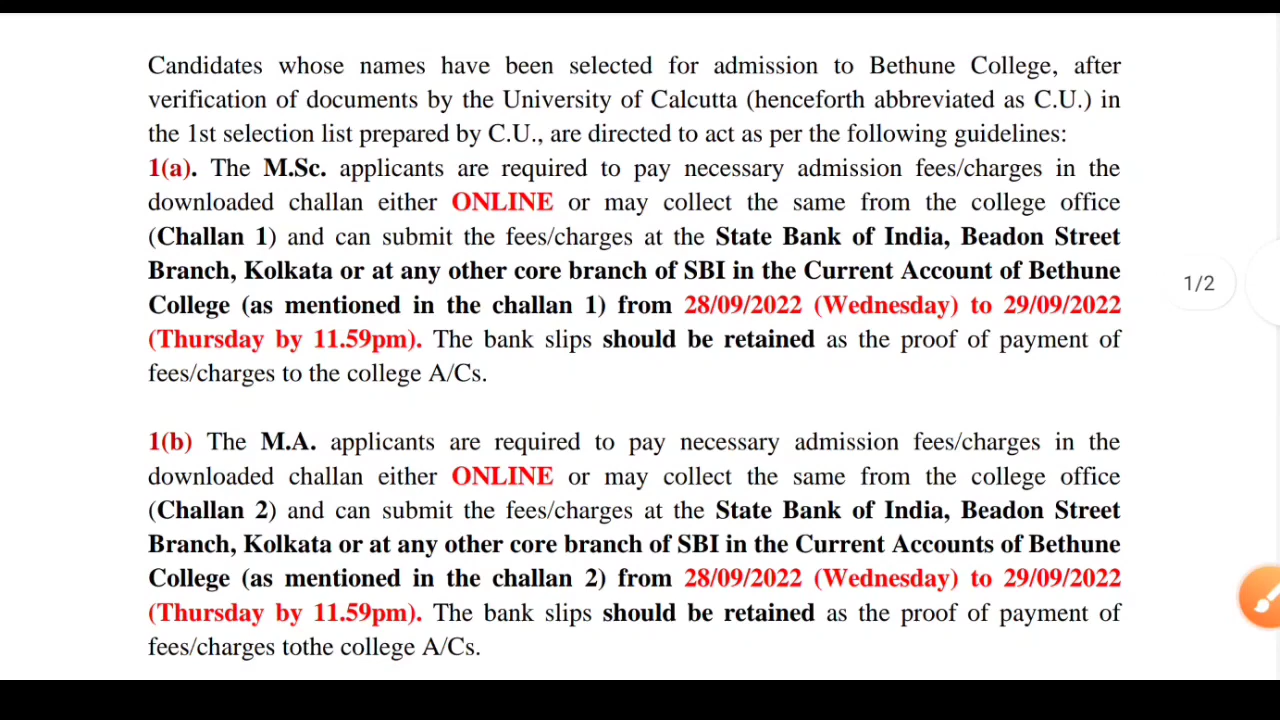 Candidates whose names have been selected for admission to Bethune College, after
verification of documents by the University of Calcutta (henceforth abbreviated as C.U.) in
the 1st selection list prepared by C.U., are directed to act as per the following guidelines:
1(a). The M.Sc. applicants are required to pay necessary admission fees/charges in the
downloaded challan either ONLINE or may collect the same from the college office
(Challan 1) and can submit the fees/charges at the State Bank of India, Beadon Street
Branch, Kolkata or at any other core branch of SBI in the Current Account of Bethune
College (as mentioned in the challan 1) from 28/09/2022 (Wednesday) to 29/09/2022
(Thursday by 11.59pm). The bank slips should be retained as the proof of payment of
fees/charges to the college A/Cs.
1(b) The M.A. applicants are required to pay necessary admission fees/charges in the
downloaded challan either ONLINE or may collect the same from the college office
(Challan 2) and can submit the fees/charges at the State Bank of India, Beadon Street
Branch, Kolkata or at any other core branch of SBI in the Current Accounts of Bethune
College (as mentioned in the challan 2) from 28/09/2022 (Wednesday) to 29/09/2022
(Thursday by 11.59pm). The bank slips should be retained as the proof of payment of
fees/charges tothe college A/Cs.
1/2